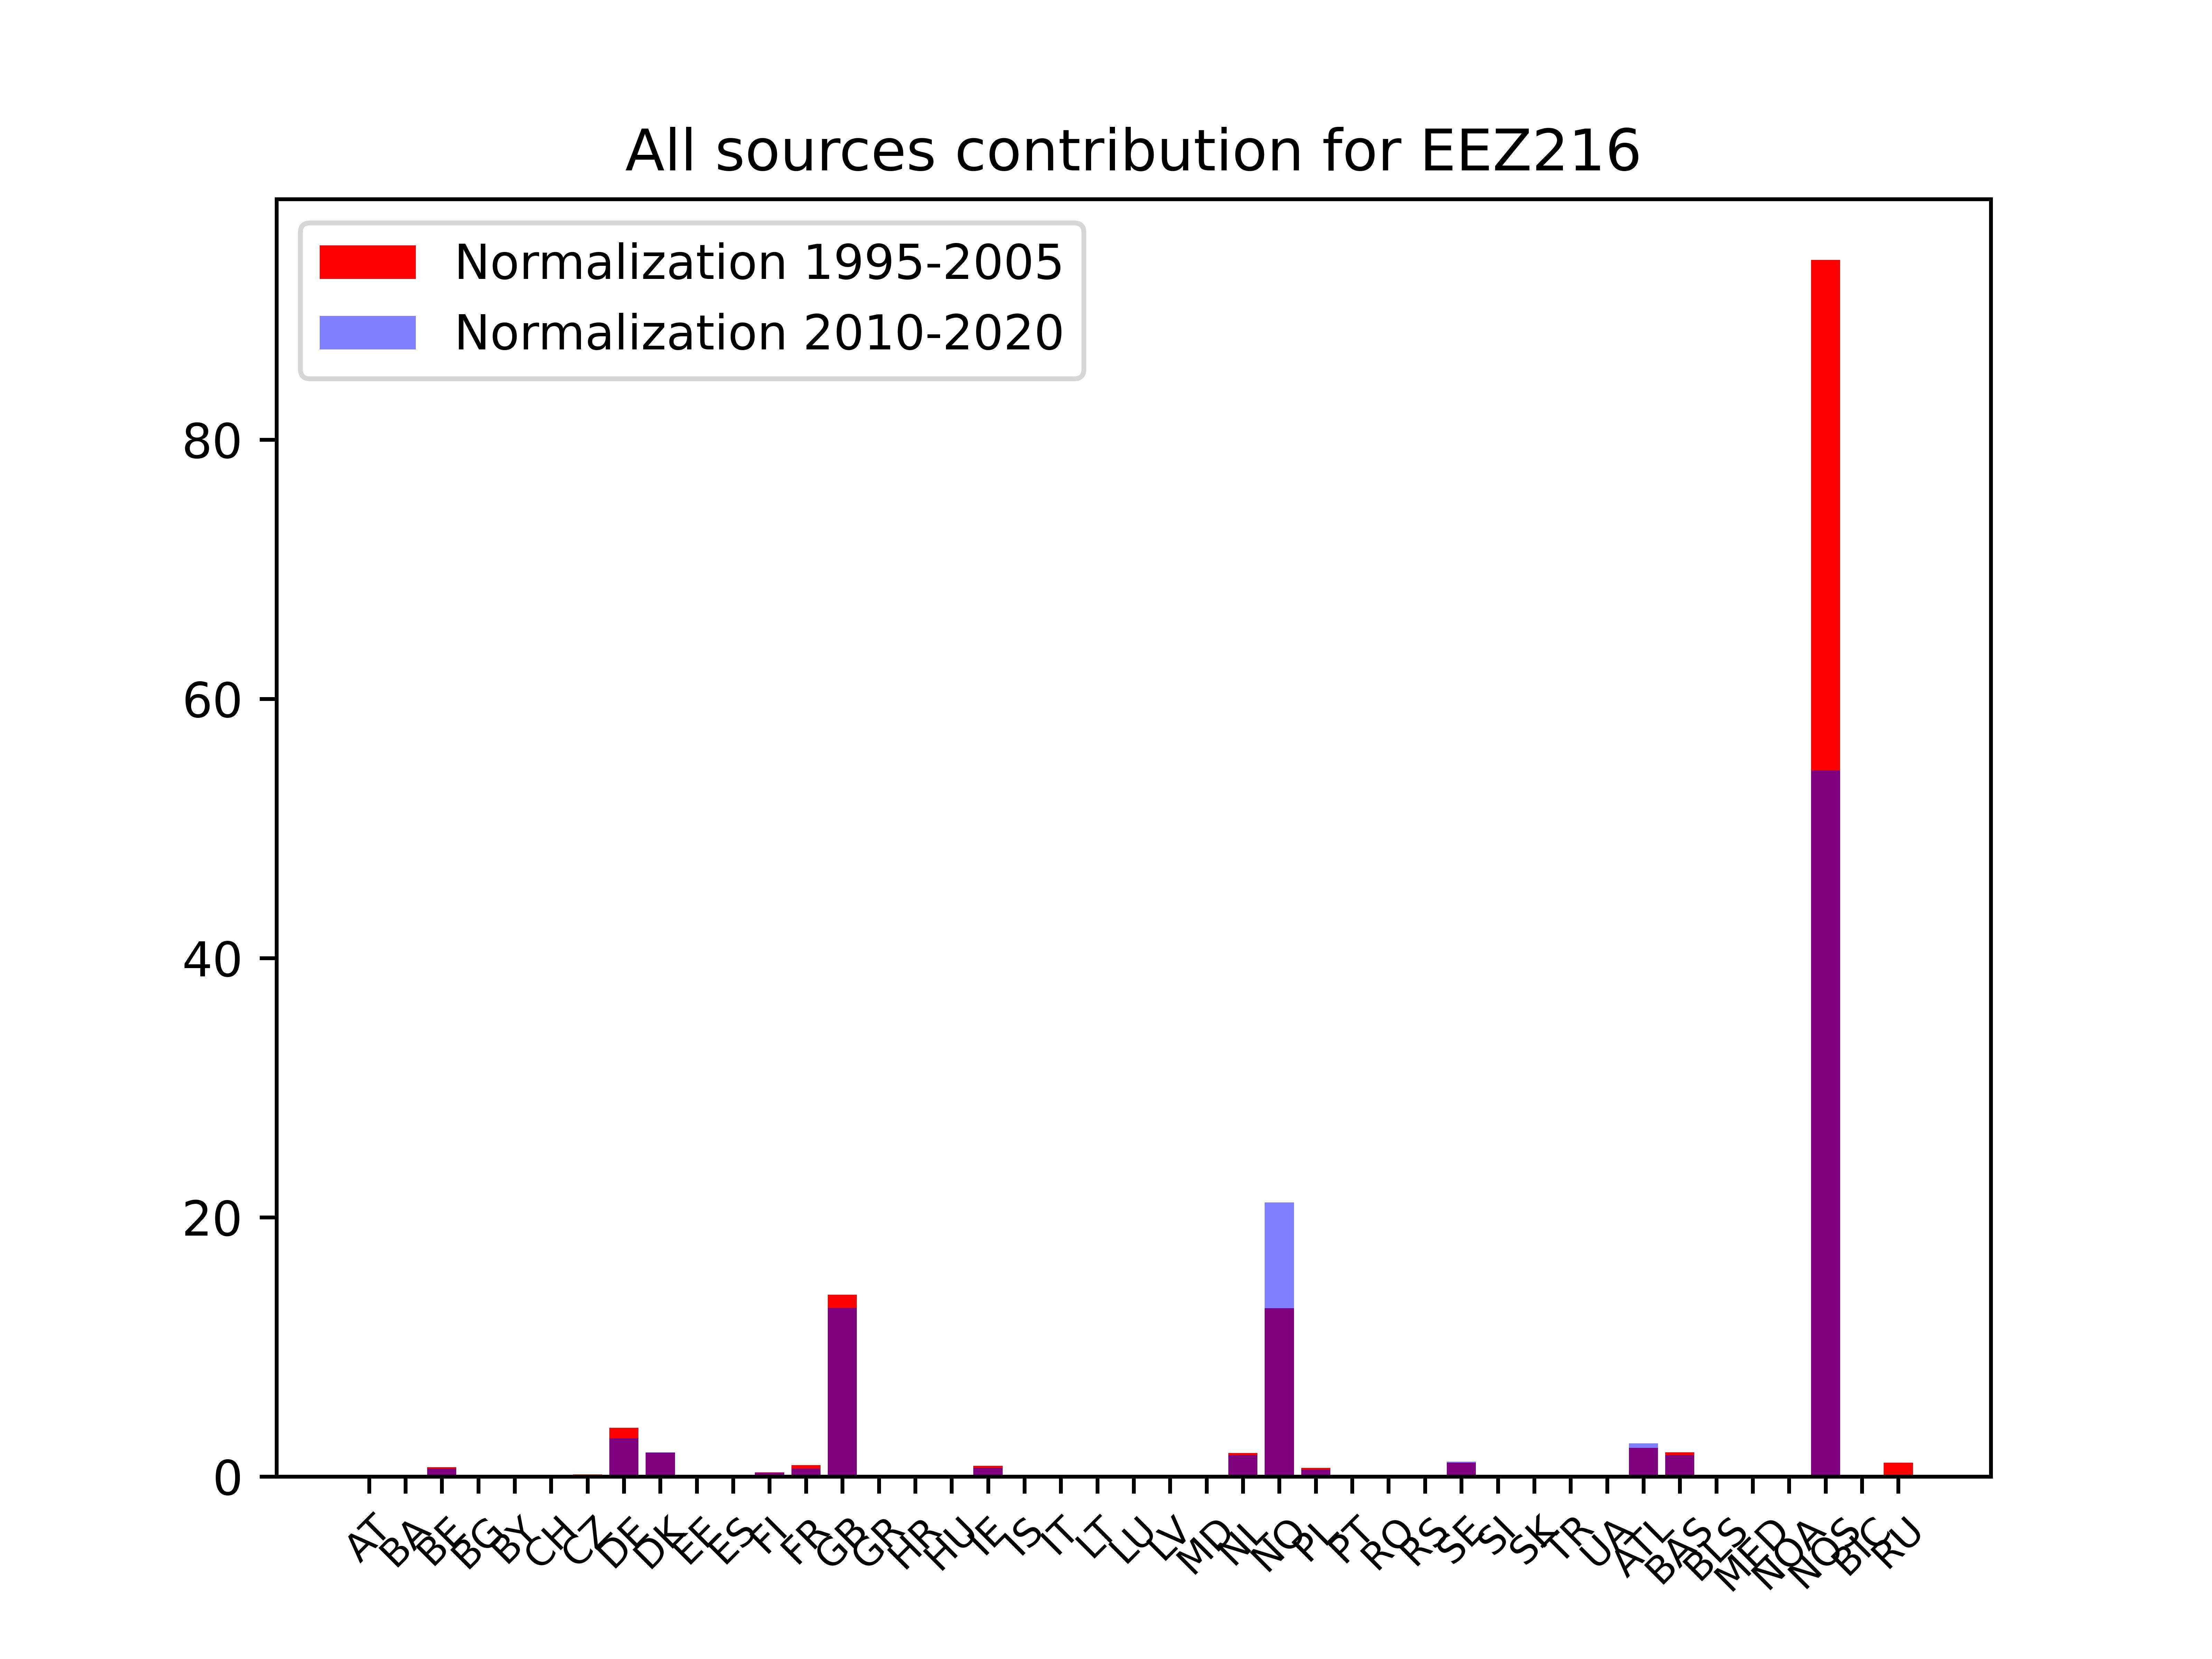 All sources contribution for EEZ216
Normalization 1995-2005
Normalization 2010-2020
80
60
40
20
0
AT
BA
BE
BG
BY
CH
CZ
DE
DK
EE
ES
FI
FR
GB
GR
HR
HU
IE
IS
IT
LT
LU
LV
MD
NL
NO
PL
PT
RO
RS
SE
SI
SK
TR
UA
ATL
BAS
BLS
MED
NOA
NOS
BIC
RU